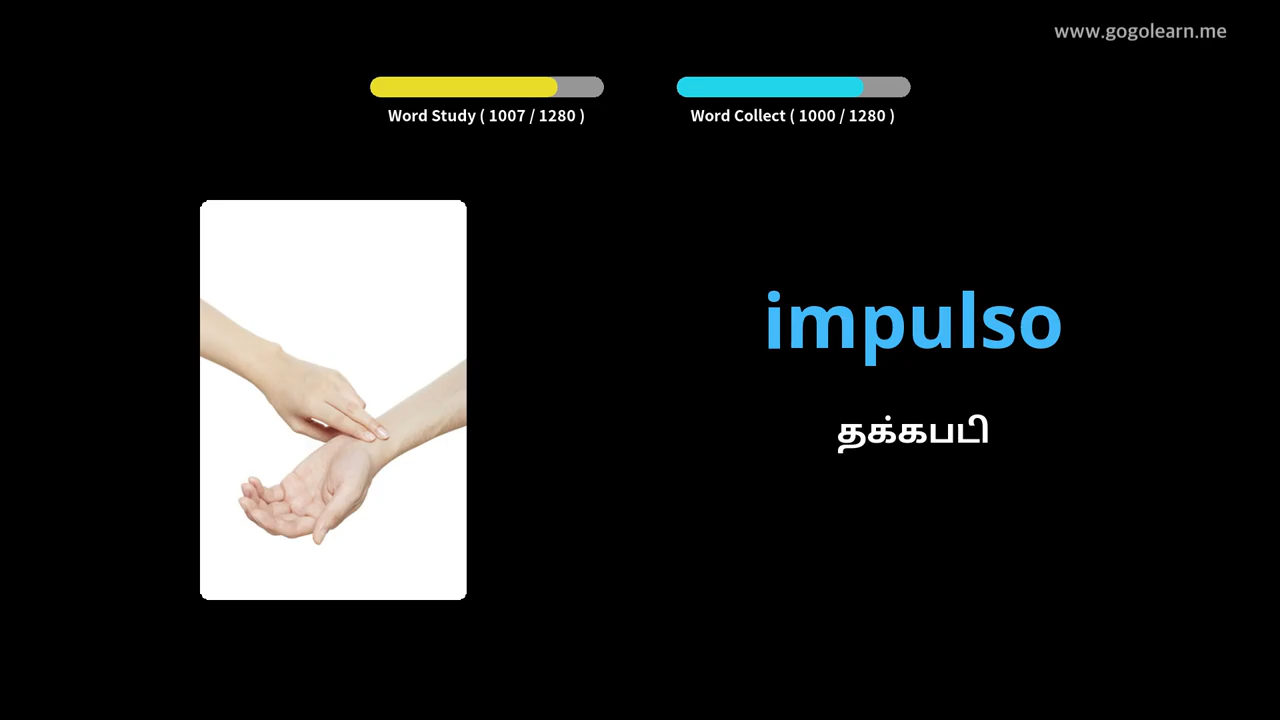 www.gogolearn.me
Word Study ( 1007 / 1280 )
Word Collect ( 1000 / 1280 )
impulso
தக்கபடி